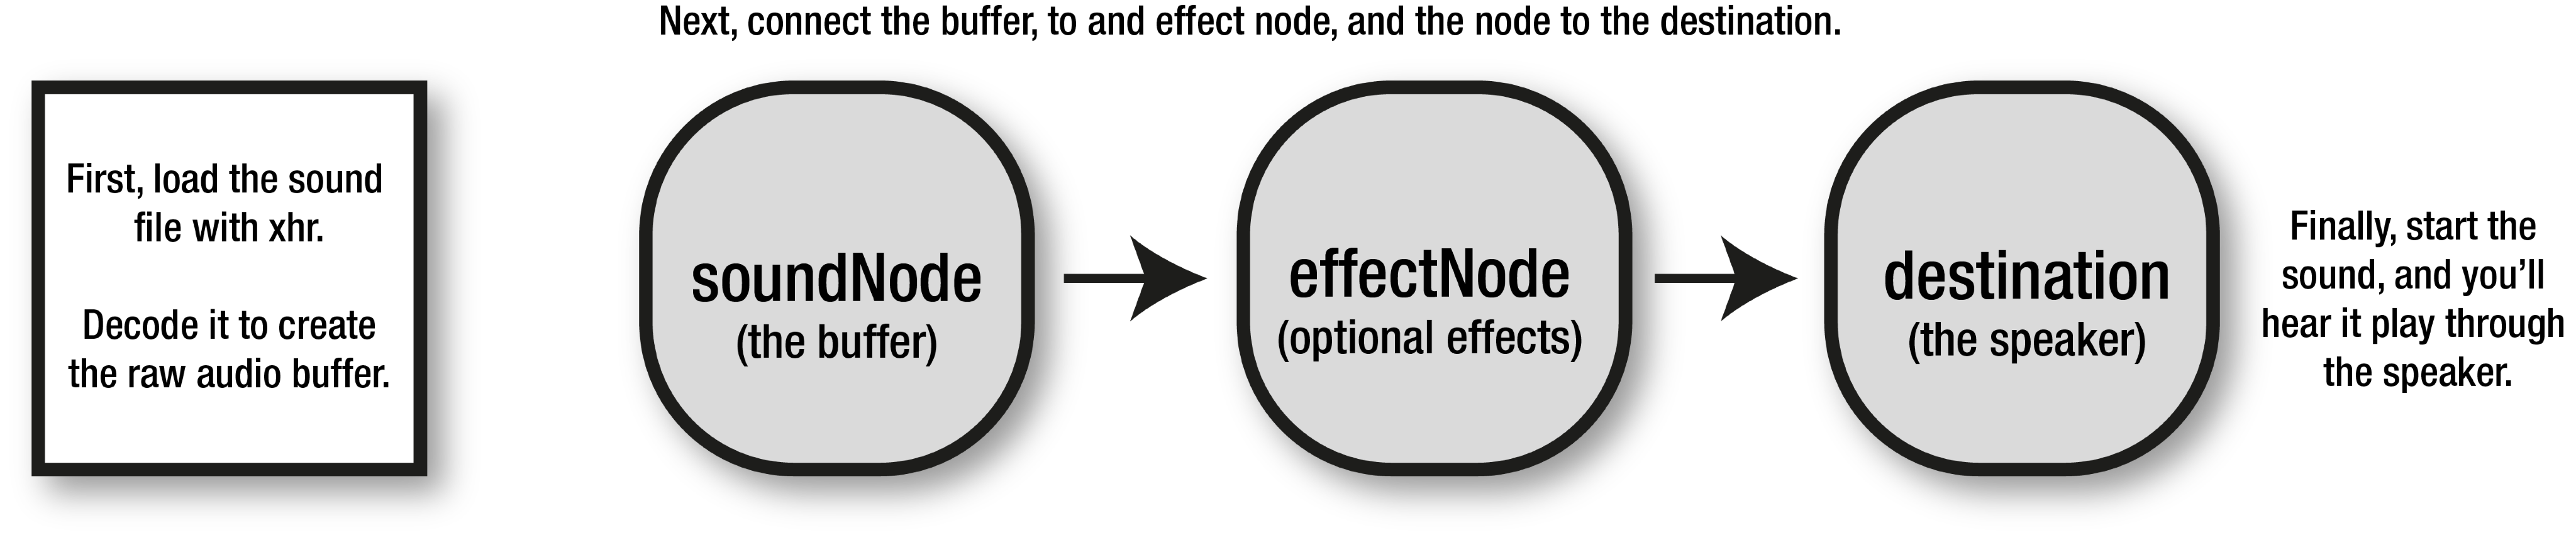 Next, connect the buffer, to and effect node, and the node to the destination.
First, load the sound
file with xhr.
Decode it to create
the raw audio buffer.
soundNode
(the buffer)
effectNode
(optional effects)
destination
(the speaker)
Finally, start the
sound, and you’ll
hear it play through
the speaker.